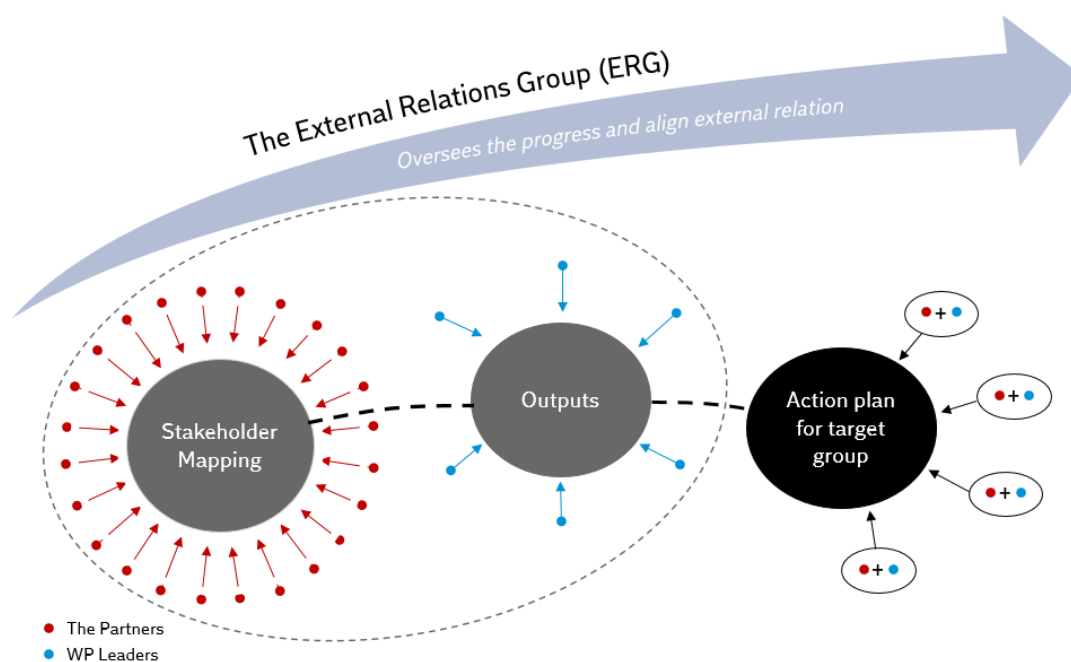 The External Relations Group (ERG)
Oversees the progress and align external relation
Stakeholder
Mapping
Outputs
Action plan
for target
group
+
+
+
+
The Partners
WP Leaders